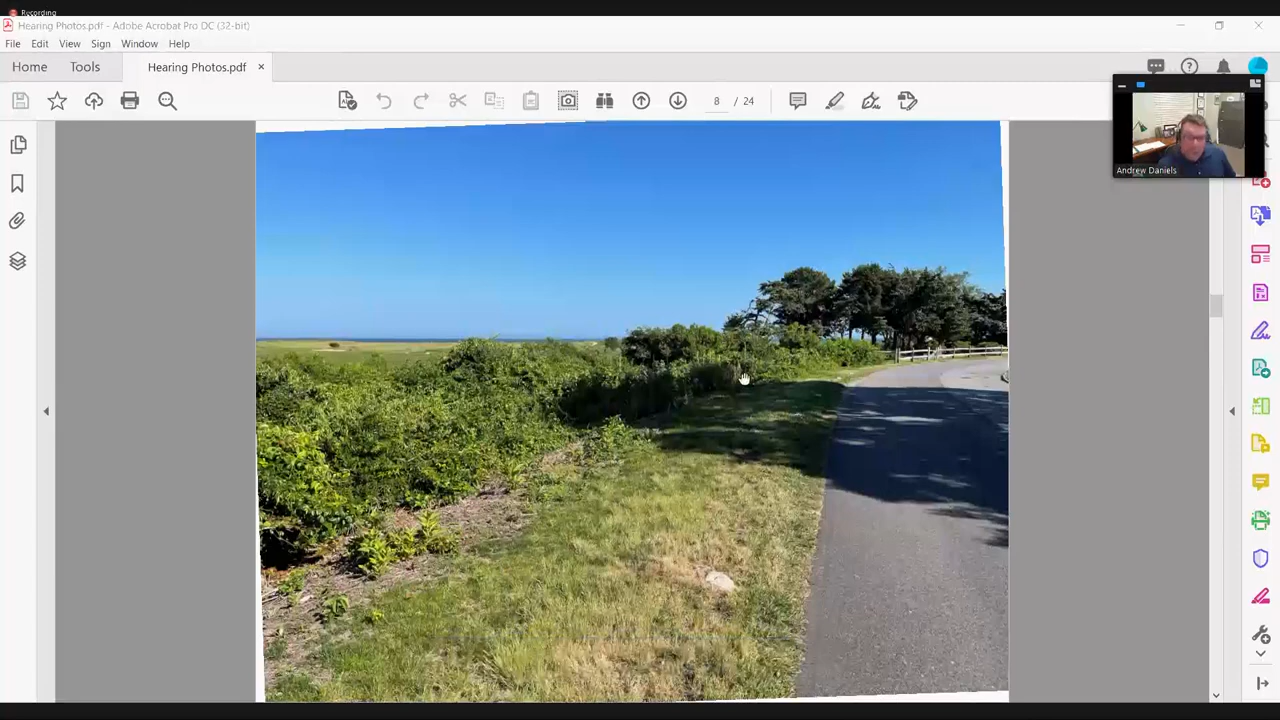 Recording
Hearing Photos.pdf - Adobe Acrobat Pro DC (32-bit)
File Edit View Sign Window Help
Home Tools Hearing Photos.pdf
8 / 24
Andrew Daniels